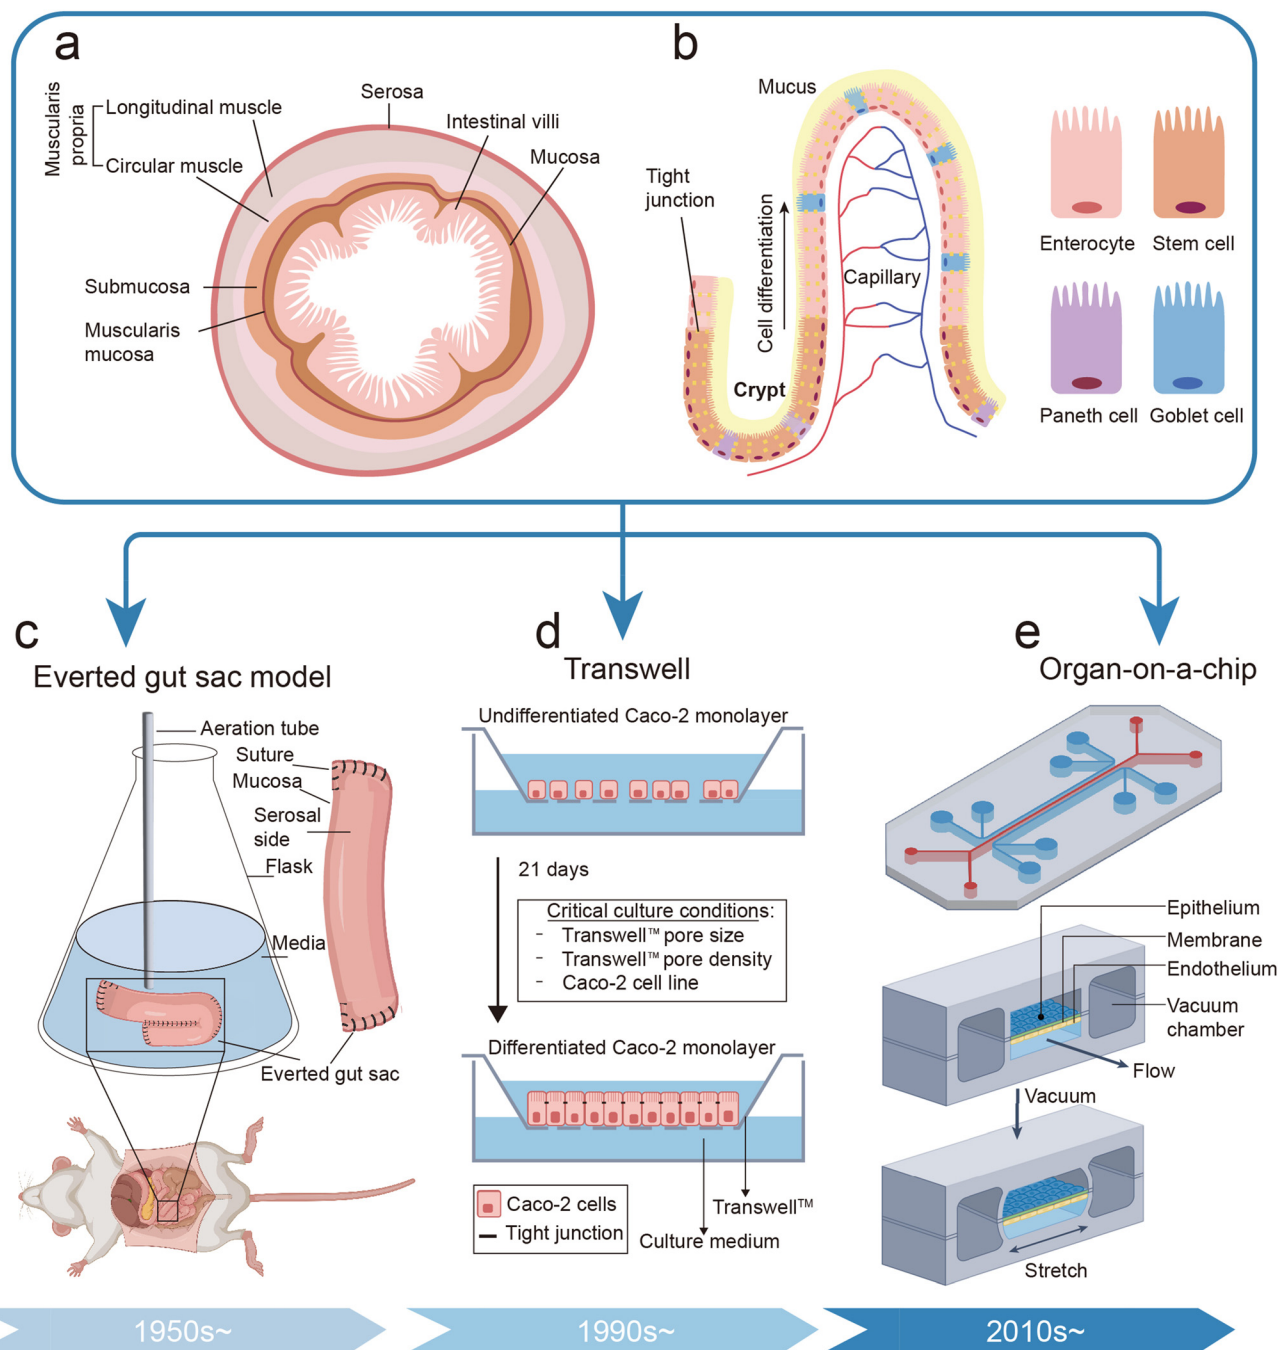 a
Muscularis
propria
Longitudinal muscle
Circular muscle
Serosa
Intestinal villi
Mucosa
Submucosa
Muscularis
mucosa
b
Mucus
Tight
junction
Cell differentiation
Capillary
Crypt
Enterocyte
Stem cell
Paneth cell
Goblet cell
c
Everted gut sac model
Aeration tube
Suture
Mucosa
Serosal
side
Flask
Media
Everted gut sac
d
Transwell
Undifferentiated Caco-2 monolayer
21 days
Critical culture conditions:
- Transwell™ pore size
- Transwell™ pore density
- Caco-2 cell line
Differentiated Caco-2 monolayer
Caco-2 cells
Tight junction
Transwell™
Culture medium
e
Organ-on-a-chip
Epithelium
Membrane
Endothelium
Vacuum
chamber
Flow
Vacuum
Stretch
1950s~
1990s~
2010s~